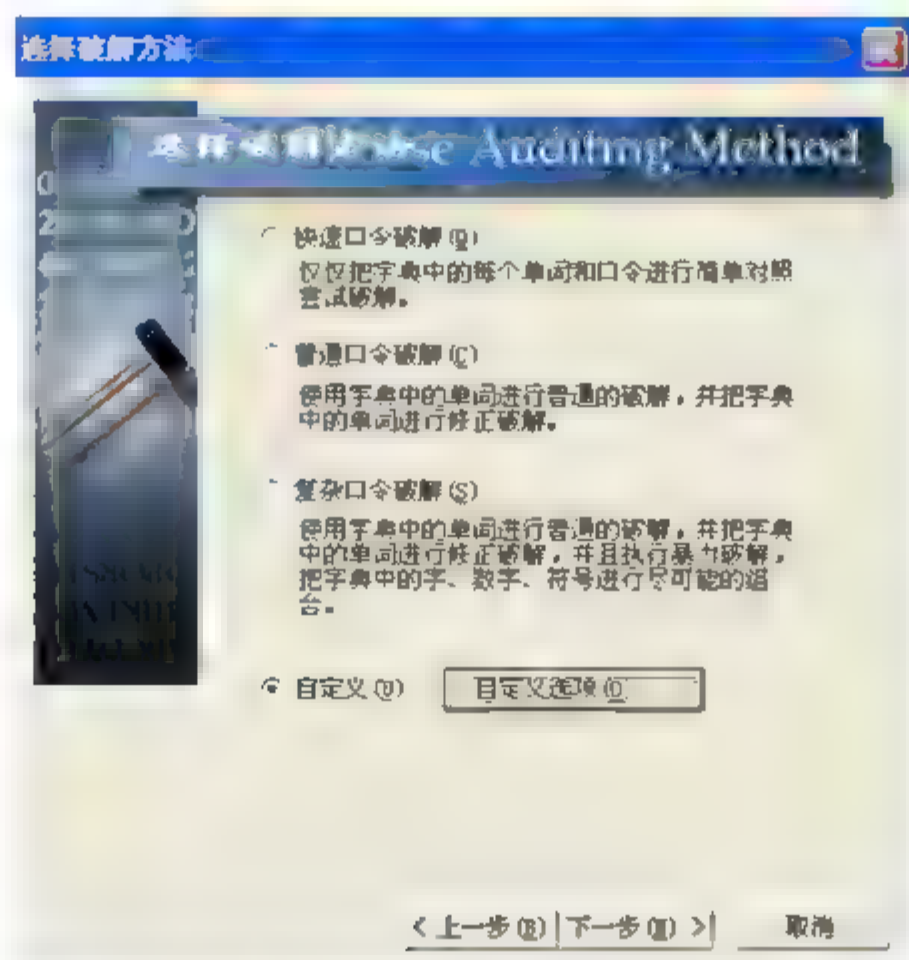 选择破解方法
选择破解方法 Auditing Method
快速口令破解(Q)
仅仅把字典中的每个单词和口令进行简单对照
尝试破解。
普通口令破解(C)
使用字典中的单词进行普通的破解，并把字典
中的单词进行修正破解。
复杂口令破解(S)
使用字典中的单词进行普通的破解，并把字典
中的单词进行修正破解，并且执行暴力破解，
把字典中的字、数字、符号进行尽可能的组
合。
自定义(U) 自定义选项(O)
<上一步(B) 下一步(N)> 取消